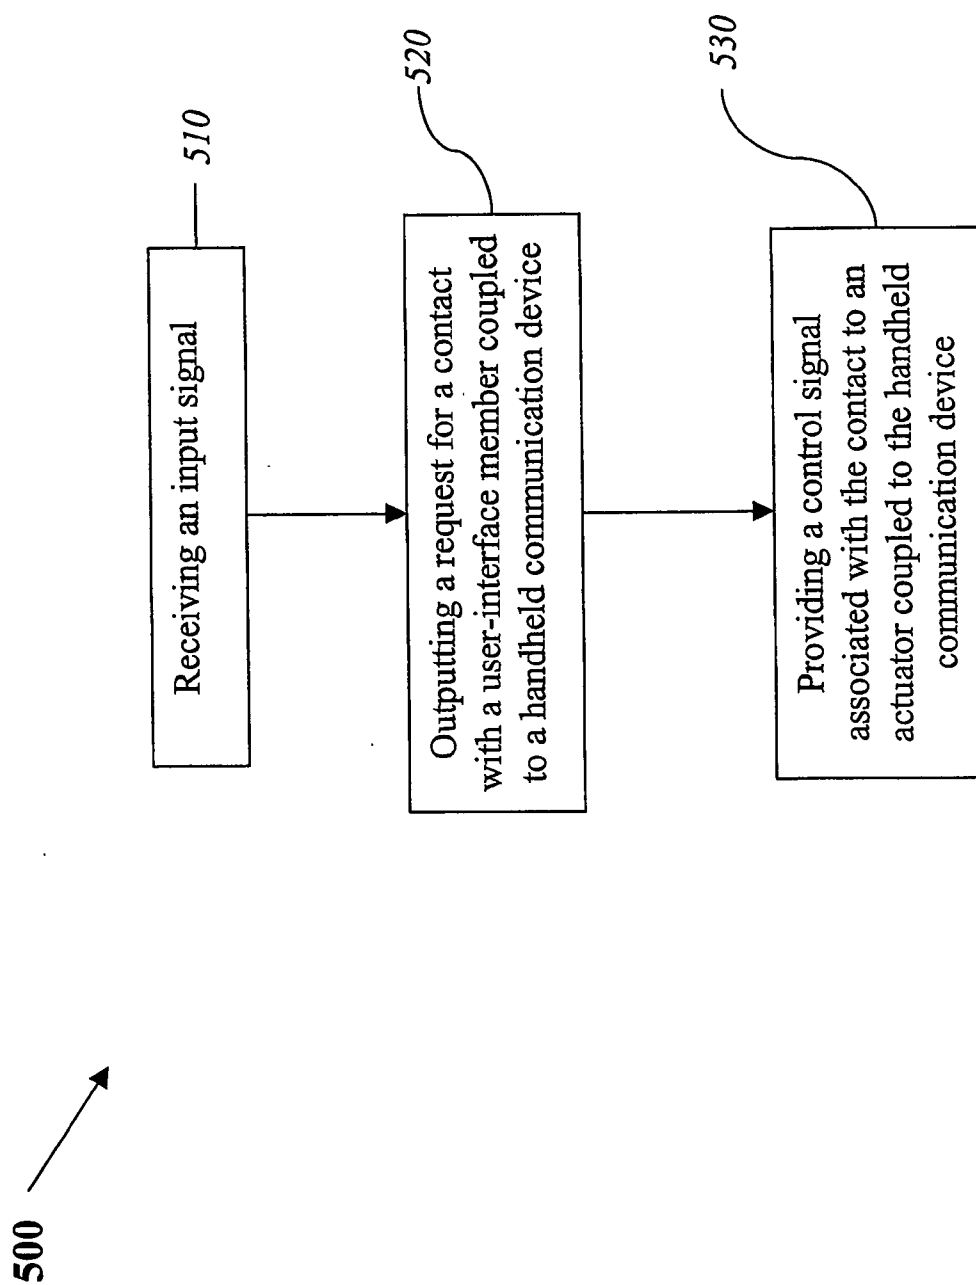 500
Receiving an input signal
510
Outputting a request for a contact
with a user-interface member coupled
to a handheld communication device
520
Providing a control signal
associated with the contact to an
actuator coupled to the handheld
communication device
530